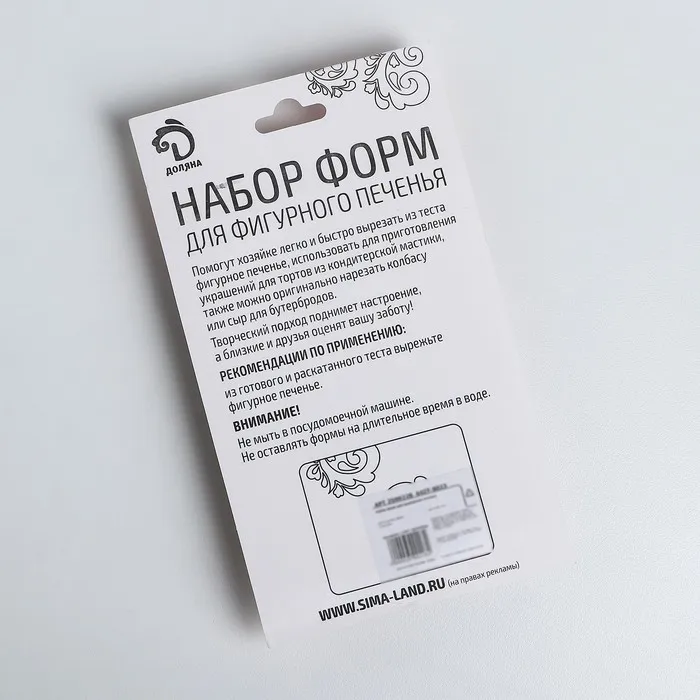 ДОЛЯНА
НАБОР ФОРМ
ДЛЯ ФИГУРНОГО ПЕЧЕНЬЯ
Помогут хозяйке легко и быстро вырезать из теста
фигурное печенье, использовать для приготовления
украшений для тортов из кондитерской мастики,
также можно оригинально нарезать колбасу
или сыр для бутербродов.
Творческий подход поднимет настроение,
а близкие и друзья оценят вашу заботу!
РЕКОМЕНДАЦИИ ПО ПРИМЕНЕНИЮ:
из готового и раскатанного теста вырежьте
фигурное печенье.
ВНИМАНИЕ!
Не мыть в посудомоечной машине.
Не оставлять формы на длительное время в воде.
WWW.SIMA-LAND.RU (на правах рекламы)